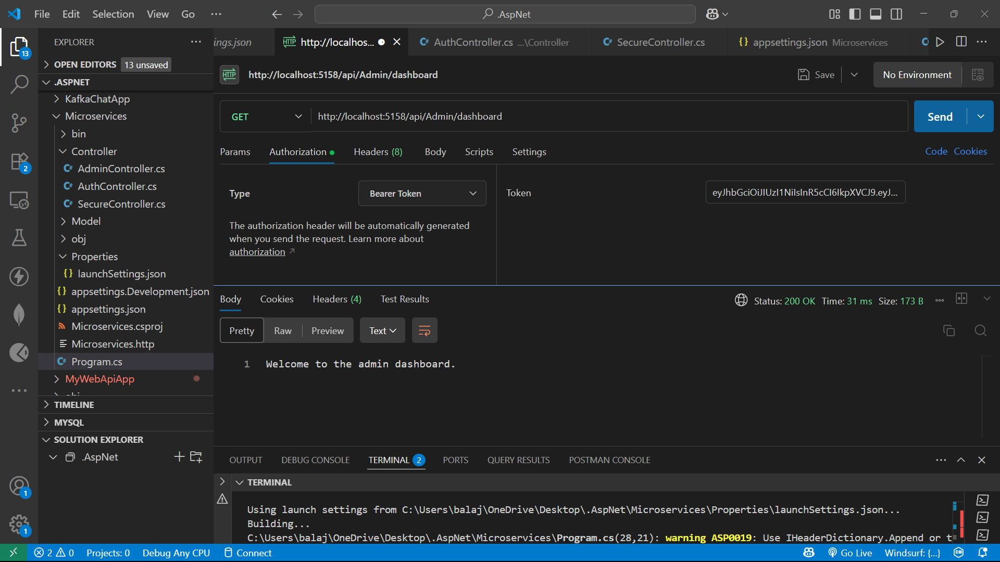 File Edit Selection View Go ··· .AspNet
EXPLORER ···
OPEN EDITORS 13 unsaved
.ASPNET
KafkaChatApp
Microservices
bin
Controller
AdminController.cs
AuthController.cs
SecureController.cs
Model
obj
Properties
launchSettings.json
appsettings.Development.json
appsettings.json
Microservices.csproj
Microservices.http
Program.cs
MyWebApiApp
TIMELINE
MYSQL
SOLUTION EXPLORER
.AspNet
13
2
1
1
ings.json HTTP http://localhos... AuthController.cs ...\Controller SecureController.cs appsettings.json Microservices
HTTP http://localhost:5158/api/Admin/dashboard Save No Environment
GET http://localhost:5158/api/Admin/dashboard Send
Params Authorization Headers (8) Body Scripts Settings Code Cookies
Type Bearer Token Token eyJhbGciOiJIUzI1NiIsInR5cCI6IkpXVCJ9.eyJ...
The authorization header will be automatically generated
when you send the request. Learn more about
authorization
Body Cookies Headers (4) Test Results Status: 200 OK Time: 31 ms Size: 173 B
Pretty Raw Preview Text
1 Welcome to the admin dashboard.
OUTPUT DEBUG CONSOLE TERMINAL 2 PORTS QUERY RESULTS POSTMAN CONSOLE
TERMINAL
Using launch settings from C:\Users\balaj\OneDrive\Desktop\.AspNet\Microservices\Properties\launchSettings.json...
Building...
C:\Users\balaj\OneDrive\Desktop\.AspNet\Microservices\Program.cs(28,21): warning ASP0019: Use IHeaderDictionary.Append or t
2 0 Projects: 0 Debug Any CPU Connect Go Live Windsurf: {...}